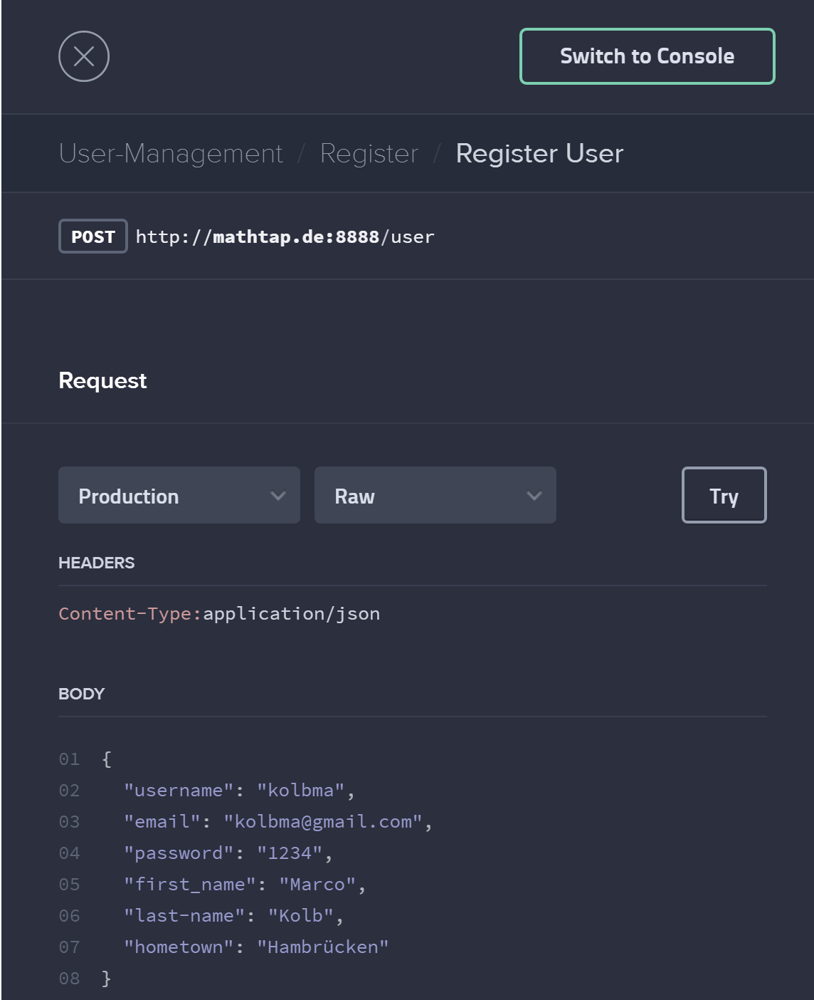 Switch to Console
User-Management / Register / Register User
POST http://mathtap.de:8888/user
Request
Production Raw Try
HEADERS
Content-Type:application/json
BODY
01 {
02 "username": "kolbma",
03 "email": "kolbma@gmail.com",
04 "password": "1234",
05 "first_name": "Marco",
06 "last-name": "Kolb",
07 "hometown": "Hambrücken"
08 }